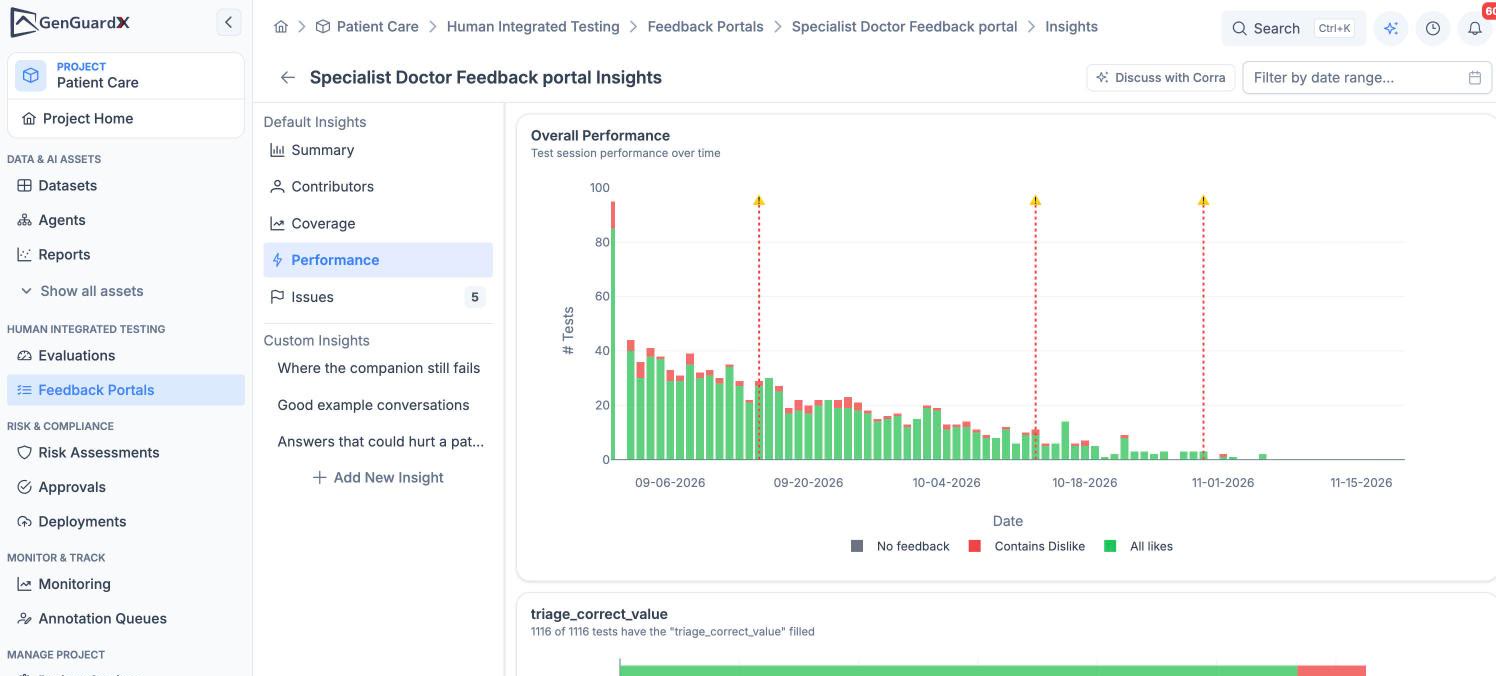 GenGuardX
PROJECT
Patient Care
Project Home
DATA & AI ASSETS
Datasets
Agents
Reports
Show all assets
HUMAN INTEGRATED TESTING
Evaluations
Feedback Portals
RISK & COMPLIANCE
Risk Assessments
Approvals
Deployments
MONITOR & TRACK
Monitoring
Annotation Queues
MANAGE PROJECT
Patient Care Human Integrated Testing Feedback Portals Specialist Doctor Feedback portal Insights
Search Ctrl+K
60
Specialist Doctor Feedback portal Insights
Discuss with Corra
Filter by date range...
Default Insights
Summary
Contributors
Coverage
Performance
Issues 5
Custom Insights
Where the companion still fails
Good example conversations
Answers that could hurt a pat...
Add New Insight
Overall Performance
Test session performance over time
100
80
60
40
20
0
# Tests
09-06-2026 09-20-2026 10-04-2026 10-18-2026 11-01-2026 11-15-2026
Date
No feedback Contains Dislike All likes
triage_correct_value
1116 of 1116 tests have the "triage_correct_value" filled